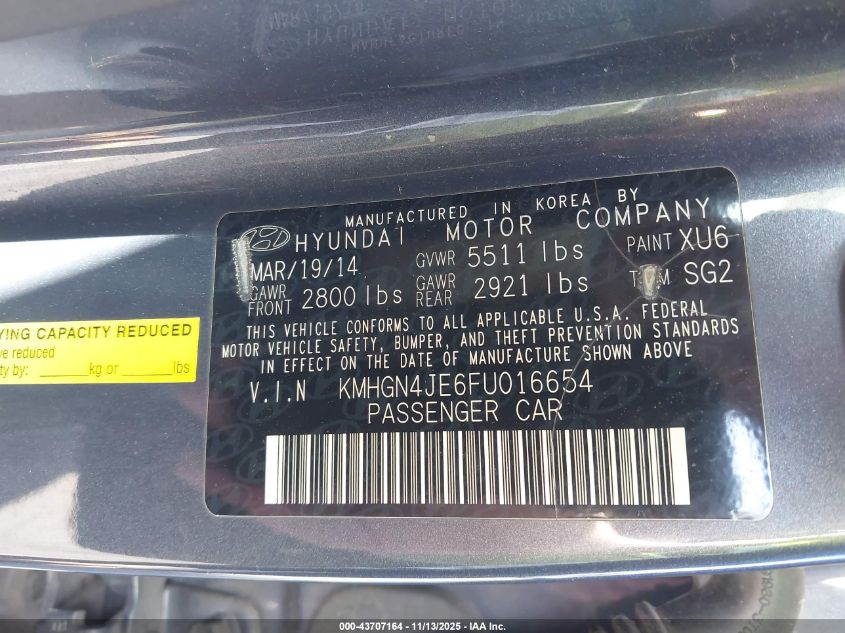 MANUFACTURED IN KOREA BY
HYUNDAI MOTOR COMPANY
MAR/19/14 GVWR 5511 lbs PAINT XU6
GAWR FRONT 2800 lbs GAWR REAR 2921 lbs SG2
THIS VEHICLE CONFORMS TO ALL APPLICABLE U.S.A. FEDERAL
MOTOR VEHICLE SAFETY, BUMPER, AND THEFT PREVENTION STANDARDS
IN EFFECT ON THE DATE OF MANUFACTURE SHOWN ABOVE
V.I.N KMHGN4JE6FU016654
PASSENGER CAR
YING CAPACITY REDUCED
ve reduced
by: kg or lbs
000-43707164 - 11/13/2025 - IAA Inc.